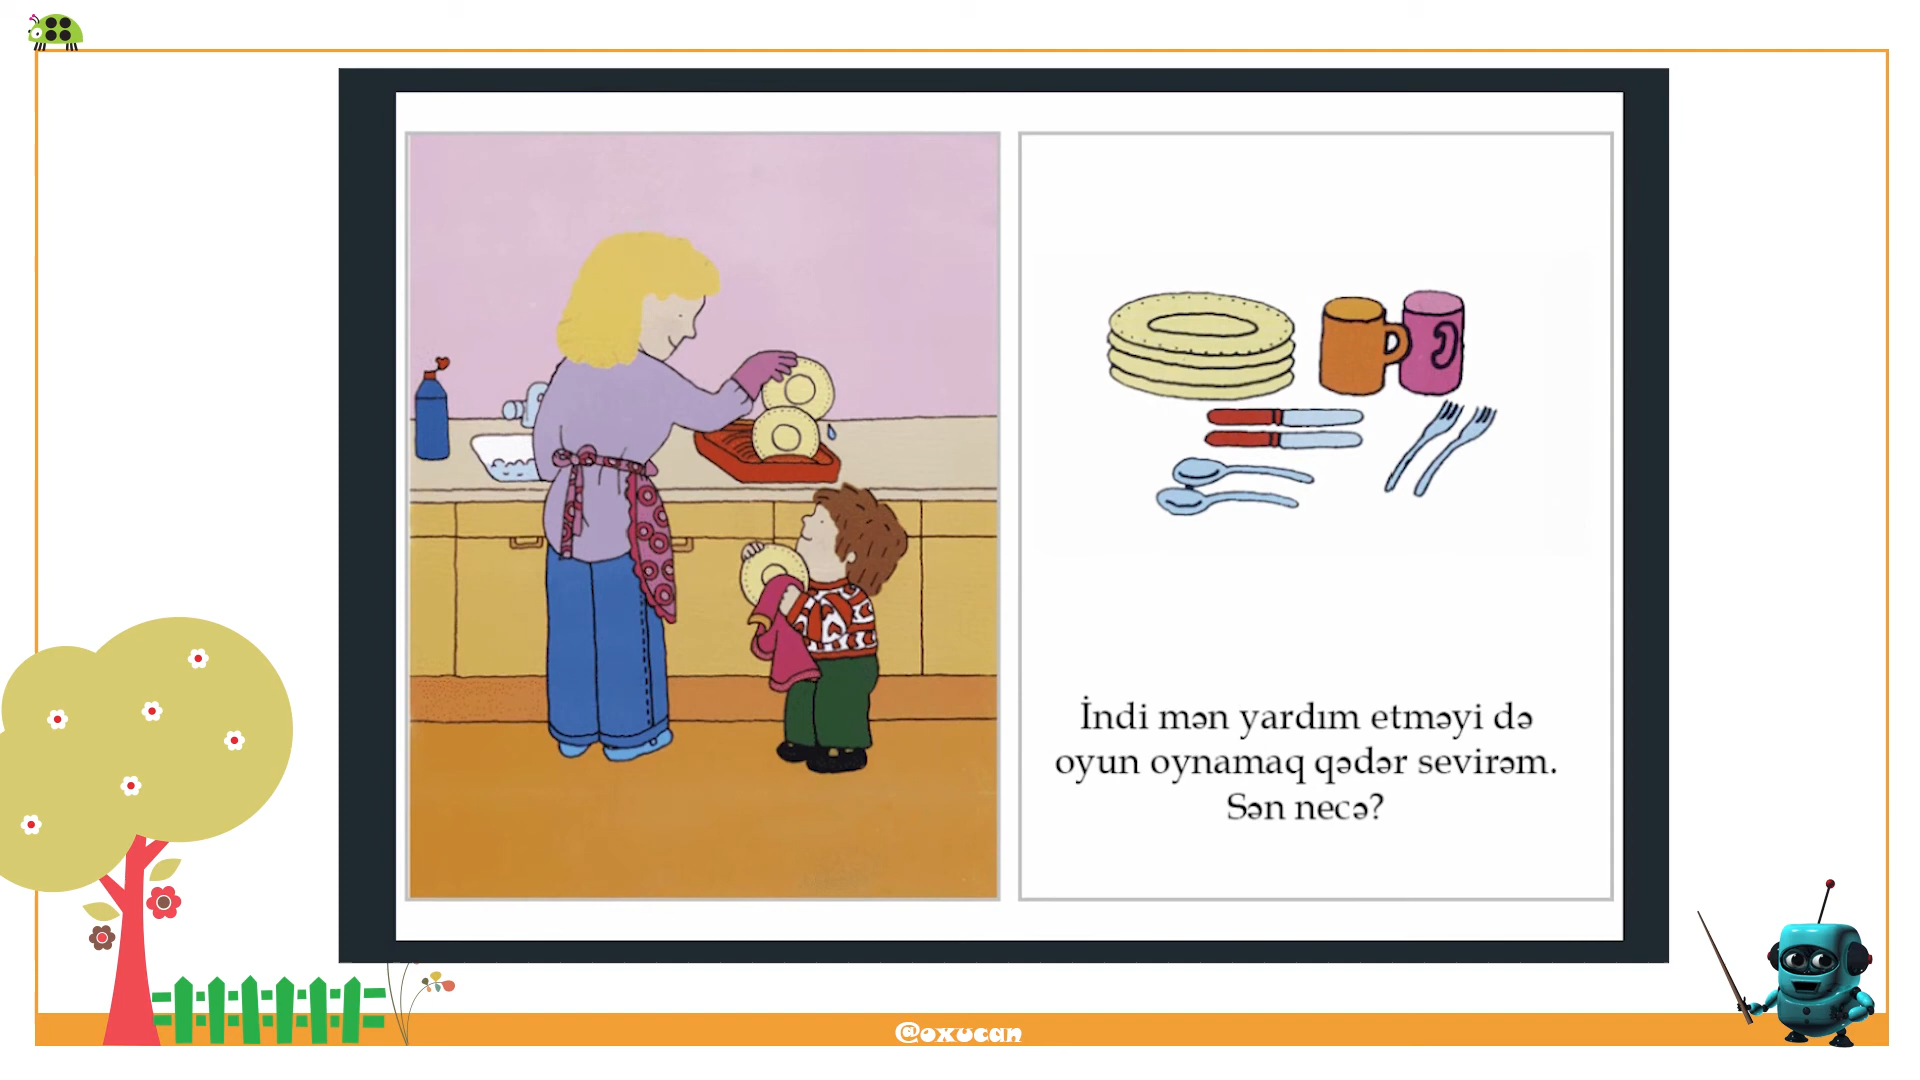 İndi mən yardım etməyi də
oyun oynamaq qədər sevirəm.
Sən necə?
@oxucan